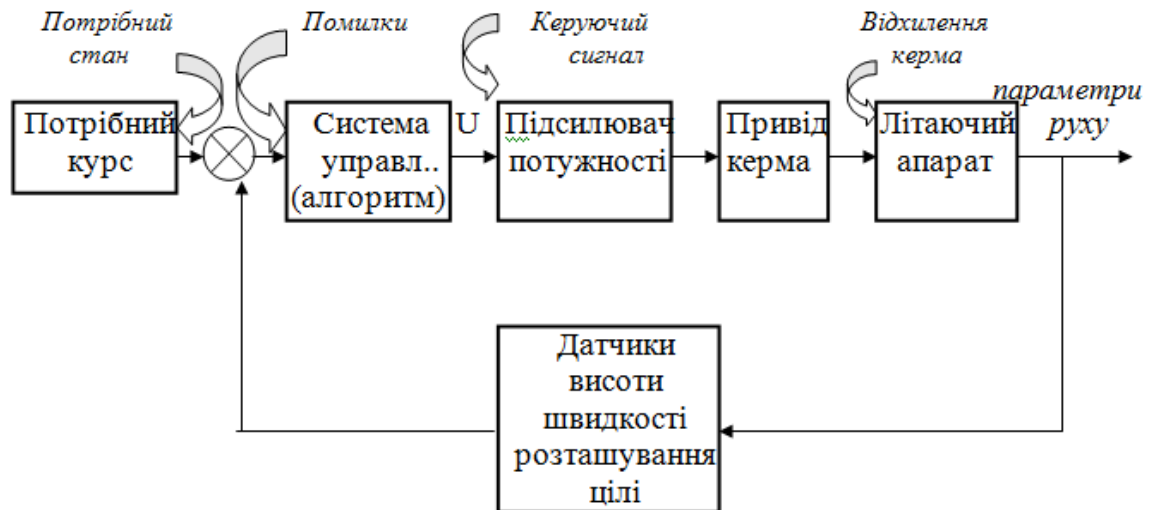 Потрібний
стан
Помилки
Керуючий
сигнал
Відхилення
керма
параметри
руху
Потрібний
курс
Система
управл..
(алгоритм)
U
Підсилювач
потужності
Привід
керма
Літаючий
апарат
Датчики
висоти
швидкості
розташування
цілі